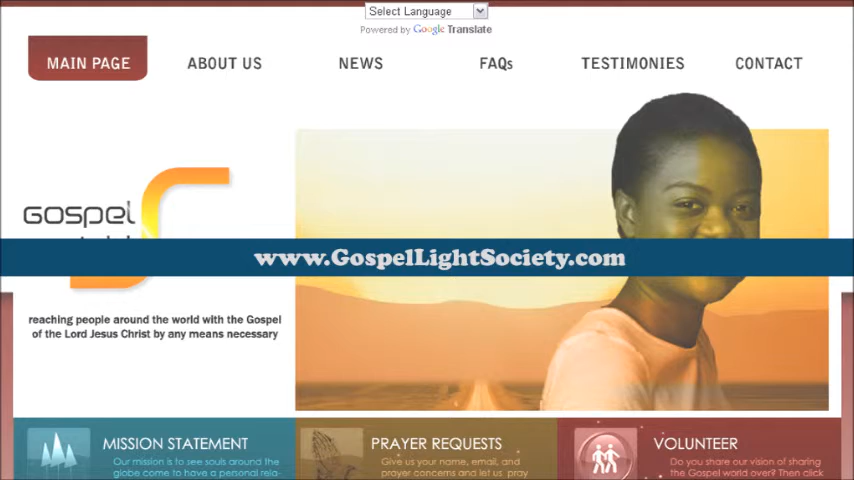 Select Language
Powered by Google Translate
MAIN PAGE
ABOUT US
NEWS
FAQs
TESTIMONIES
CONTACT
GOSPEL
www.GospelLightSociety.com
reaching people around the world with the Gospel
of the Lord Jesus Christ by any means necessary
MISSION STATEMENT
Our mission is to see souls around the
globe come to have a personal rela-
PRAYER REQUESTS
Give us your name, email, and
prayer concerns and let us pray
VOLUNTEER
Do you share our vision of sharing
the Gospel world over? Then click